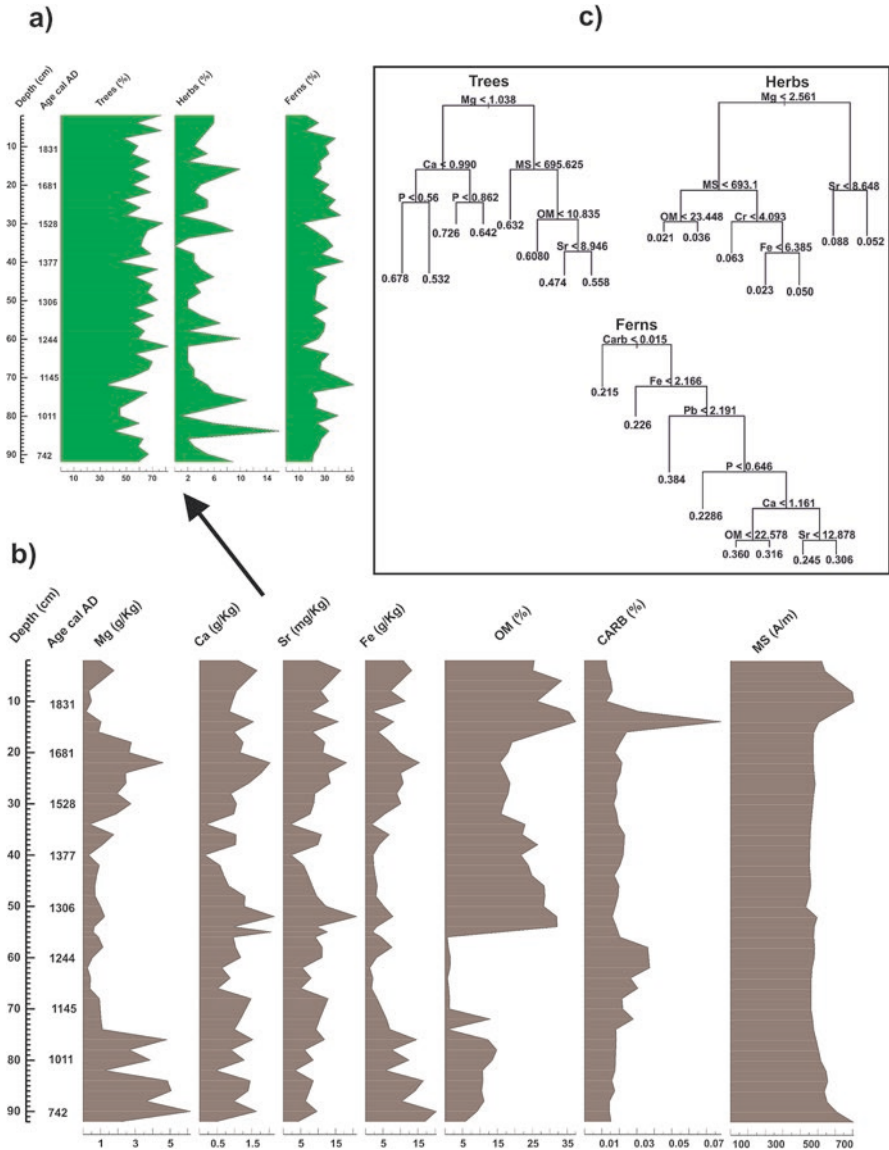 a)
Depth (cm) Age cal AD Trees (%) Herbs (%) Ferns (%)
10 1831
20 1681
30 1528
40 1377
50 1306
60 1244
70 1145
80 1011
90 742
10 30 50 70 2 6 10 14 10 20 30 40 50
c)
Trees
Mg < 1.038
Ca < 0.990 MS < 695.625
P < 0.56 P < 0.862
OM < 10.835
0.726 0.642 0.632
Sr < 8.946
0.6080
0.678 0.532 0.474 0.558
Herbs
Mg < 2.561
MS < 693.1 Sr < 8.648
OM < 23.448 Cr < 4.093
0.021 0.036 0.088 0.052
Fe < 6.385
0.063
0.023 0.050
Ferns
Carb < 0.015
Fe < 2.166
0.215
Pb < 2.191
0.226
P < 0.646
0.384
Ca < 1.161
0.2286
OM < 22.578 Sr < 12.878
0.360 0.316 0.245 0.306
b)
Depth (cm) Age cal AD Mg (g/Kg) Ca (g/Kg) Sr (mg/Kg) Fe (g/Kg) OM (%) CARB (%) MS (A/m)
10 1831
20 1681
30 1528
40 1377
50 1306
60 1244
70 1145
80 1011
90 742
1 3 5 6 0.5 1.5 5 15 5 15 5 15 25 35 0.01 0.03 0.05 0.07 100 300 500 700